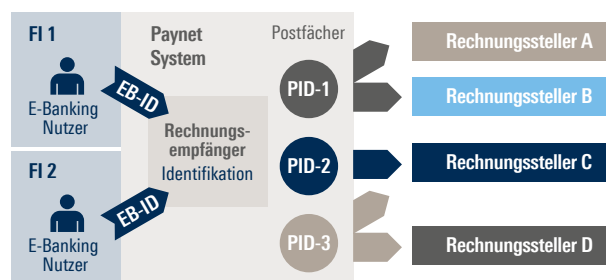 FI 1
E-Banking
Nutzer
EB-ID
FI 2
E-Banking
Nutzer
EB-ID
Paynet
System
Rechnungs-
empfänger
Identifikation
Postfächer
PID-1
PID-2
PID-3
Rechnungssteller A
Rechnungssteller B
Rechnungssteller C
Rechnungssteller D